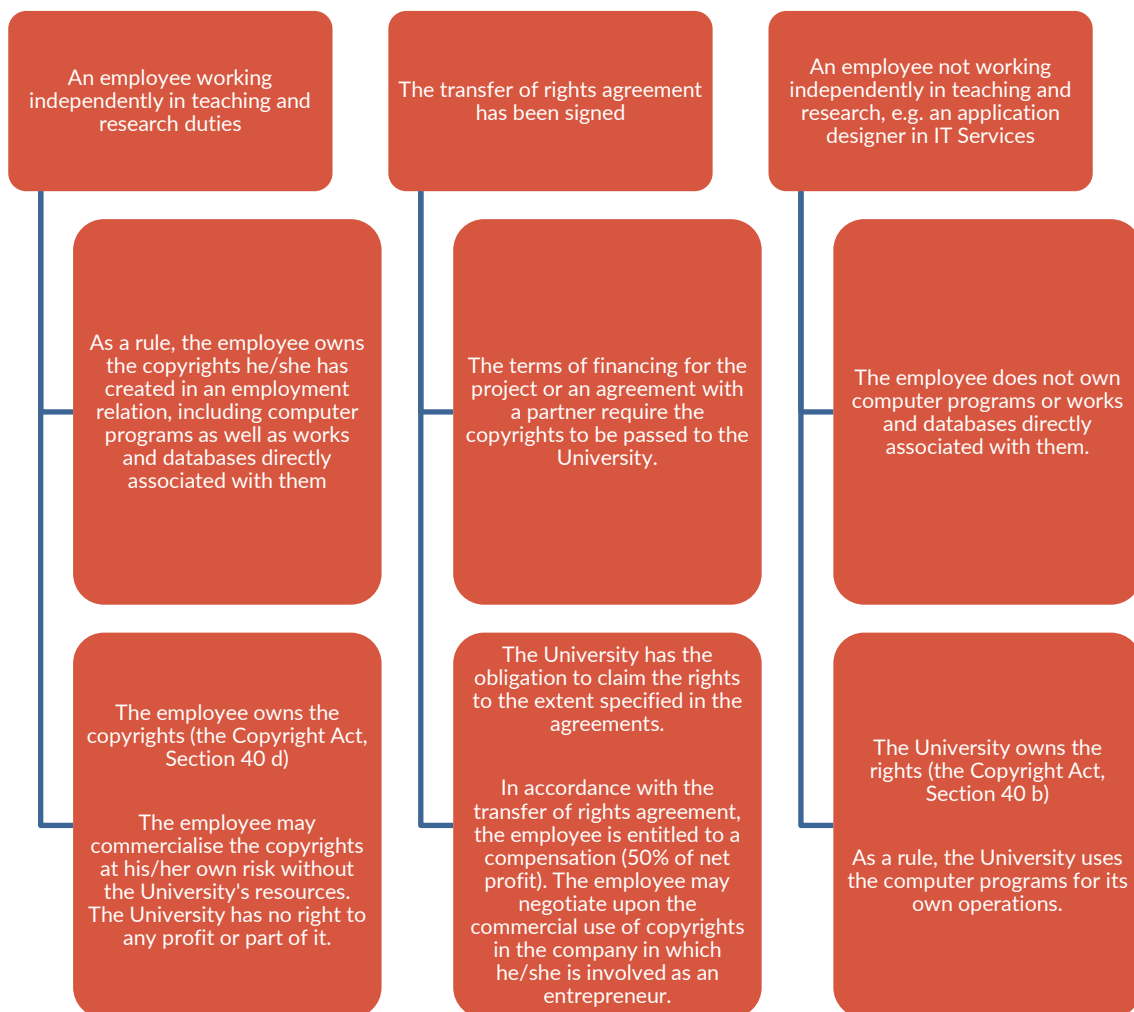 An employee working
independently in teaching and
research duties
As a rule, the employee owns
the copyrights he/she has
created in an employment
relation, including computer
programs as well as works
and databases directly
associated with them
The employee owns the
copyrights (the Copyright Act,
Section 40 d)
The employee may
commercialise the copyrights
at his/her own risk without
the University's resources.
The University has no right to
any profit or part of it.
The transfer of rights agreement
has been signed
The terms of financing for the
project or an agreement with
a partner require the
copyrights to be passed to the
University.
The University has the
obligation to claim the rights
to the extent specified in the
agreements.
In accordance with the
transfer of rights agreement,
the employee is entitled to a
compensation (50% of net
profit). The employee may
negotiate upon the
commercial use of copyrights
in the company in which
he/she is involved as an
entrepreneur.
An employee not working
independently in teaching and
research, e.g. an application
designer in IT Services
The employee does not own
computer programs or works
and databases directly
associated with them.
The University owns the
rights (the Copyright Act,
Section 40 b)
As a rule, the University uses
the computer programs for its
own operations.